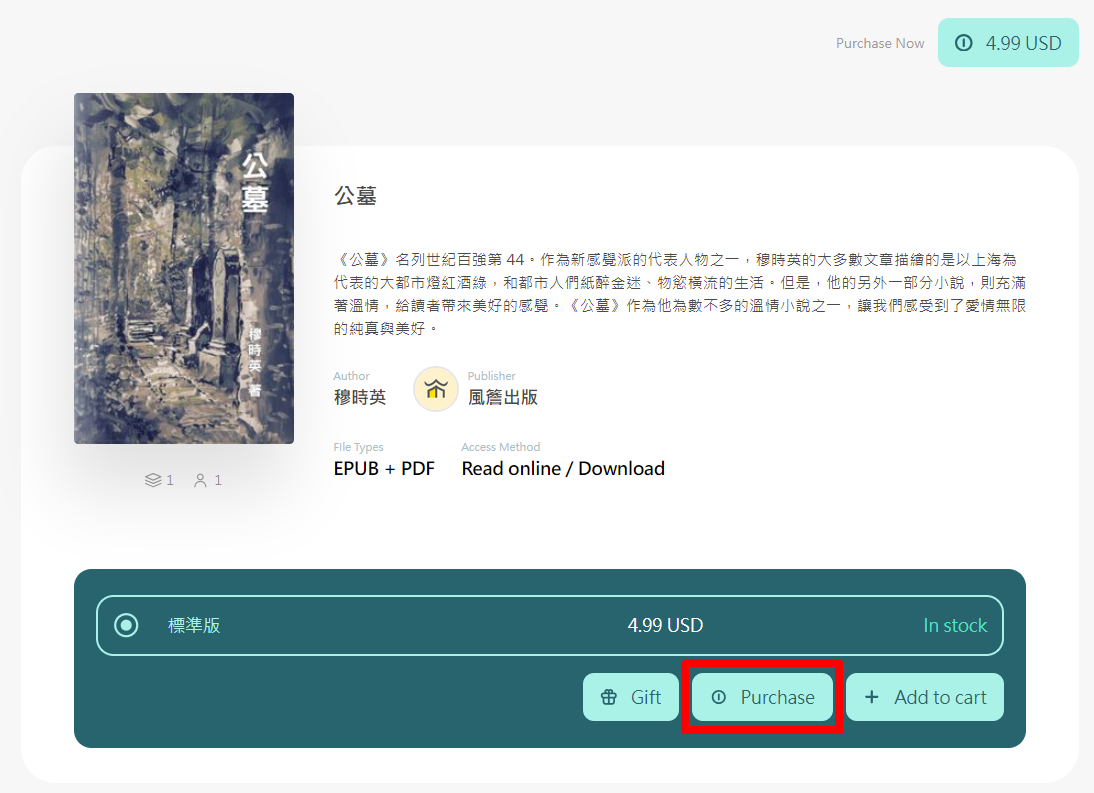 Purchase Now
4.99 USD
公墓
穆時英 著
1
1
公墓
《公墓》名列世紀百強第 44。作為新感覺派的代表人物之一，穆時英的大多數文章描繪的是以上海為
代表的大都市燈紅酒綠，和都市人們紙醉金迷、物慾橫流的生活。但是，他的另外一部分小說，則充滿
著溫情，給讀者帶來美好的感覺。《公墓》作為他為數不多的溫情小說之一，讓我們感受到了愛情無限
的純真與美好。
Author
穆時英
Publisher
風簷出版
File Types
EPUB + PDF
Access Method
Read online / Download
標準版
4.99 USD
In stock
Gift
Purchase
Add to cart